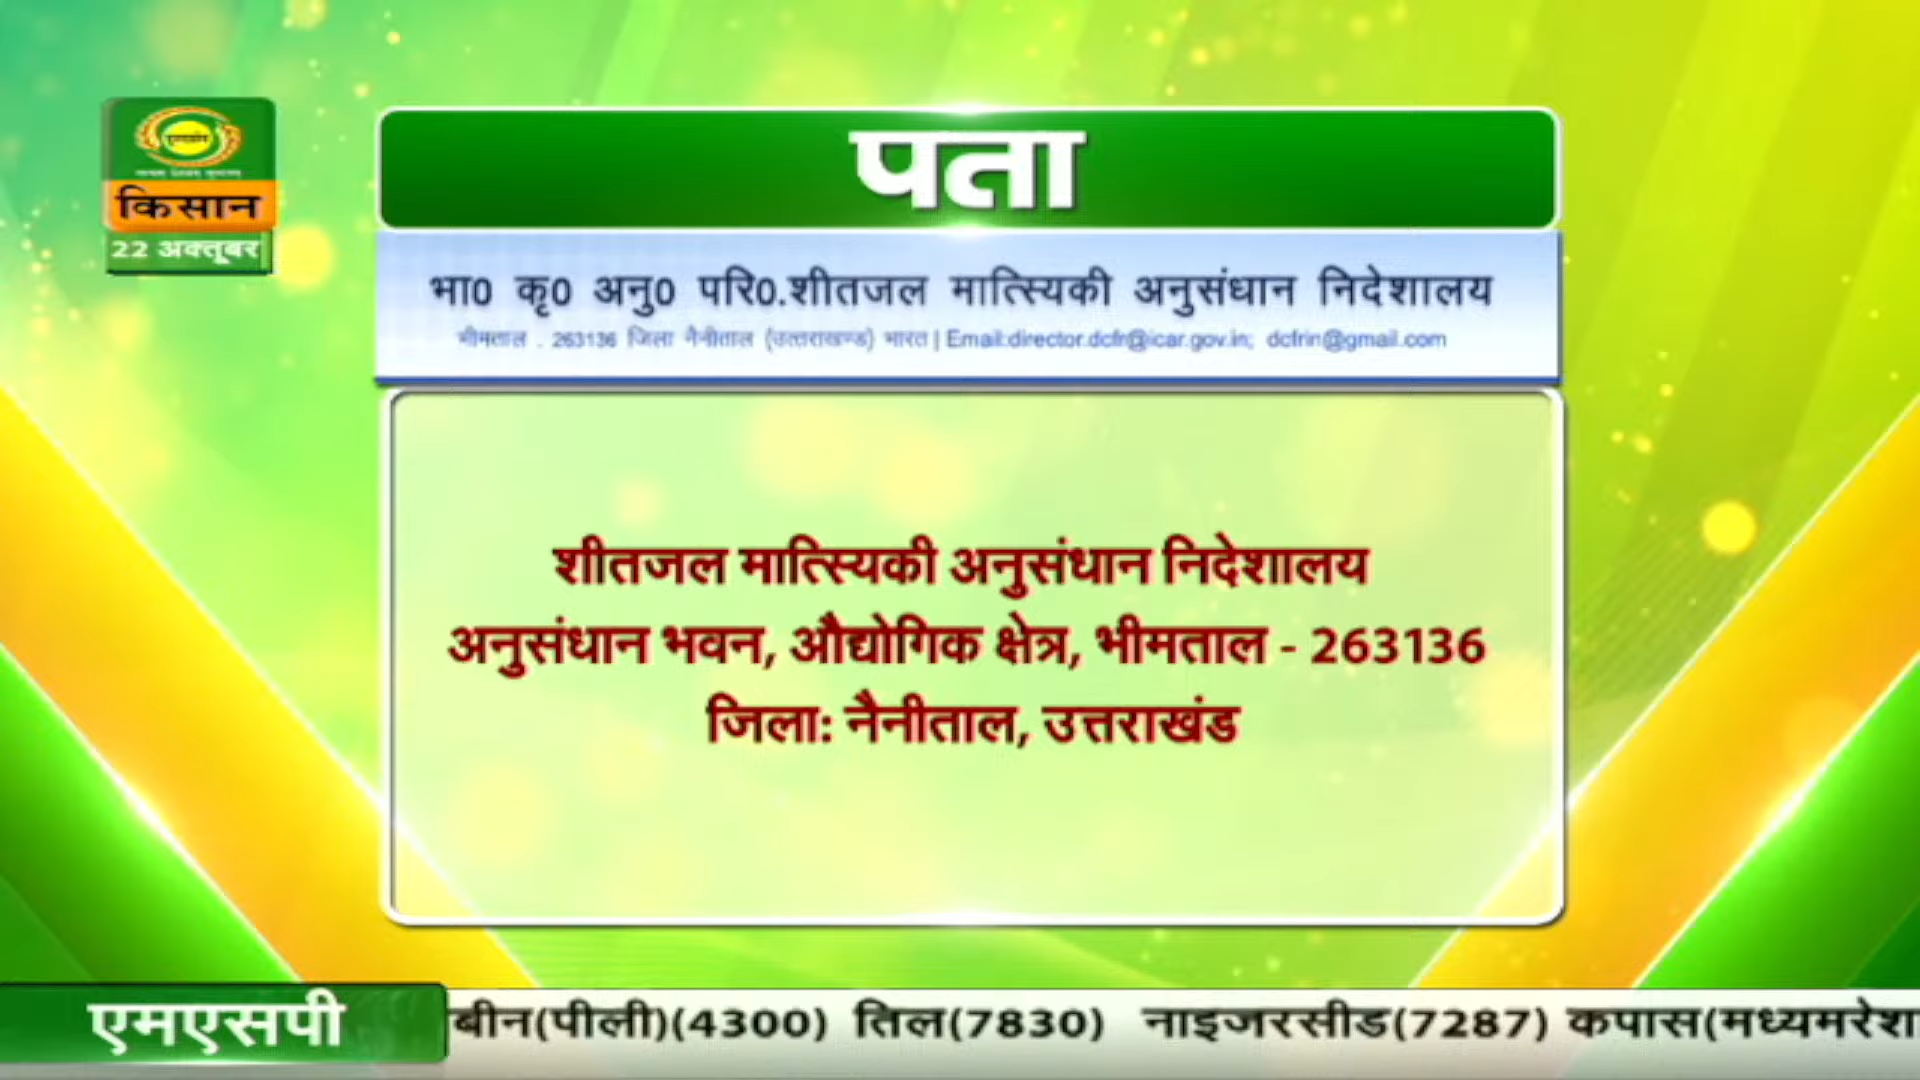 पता
किसान
22 अक्तूबर
भा0 कृ0 अनु0 परि0.शीतजल मात्स्यिकी अनुसंधान निदेशालय
भीमताल . 263136 जिला नैनीताल (उत्तराखण्ड) भारत | Email:director.dcfr@icar.gov.in; dcfrin@gmail.com
शीतजल मात्स्यिकी अनुसंधान निदेशालय
अनुसंधान भवन, औद्योगिक क्षेत्र, भीमताल - 263136
जिला: नैनीताल, उत्तराखंड
एमएसपी
बीन(पीली)(4300) तिल(7830) नाइजरसीड(7287) कपास(मध्यमरेशा